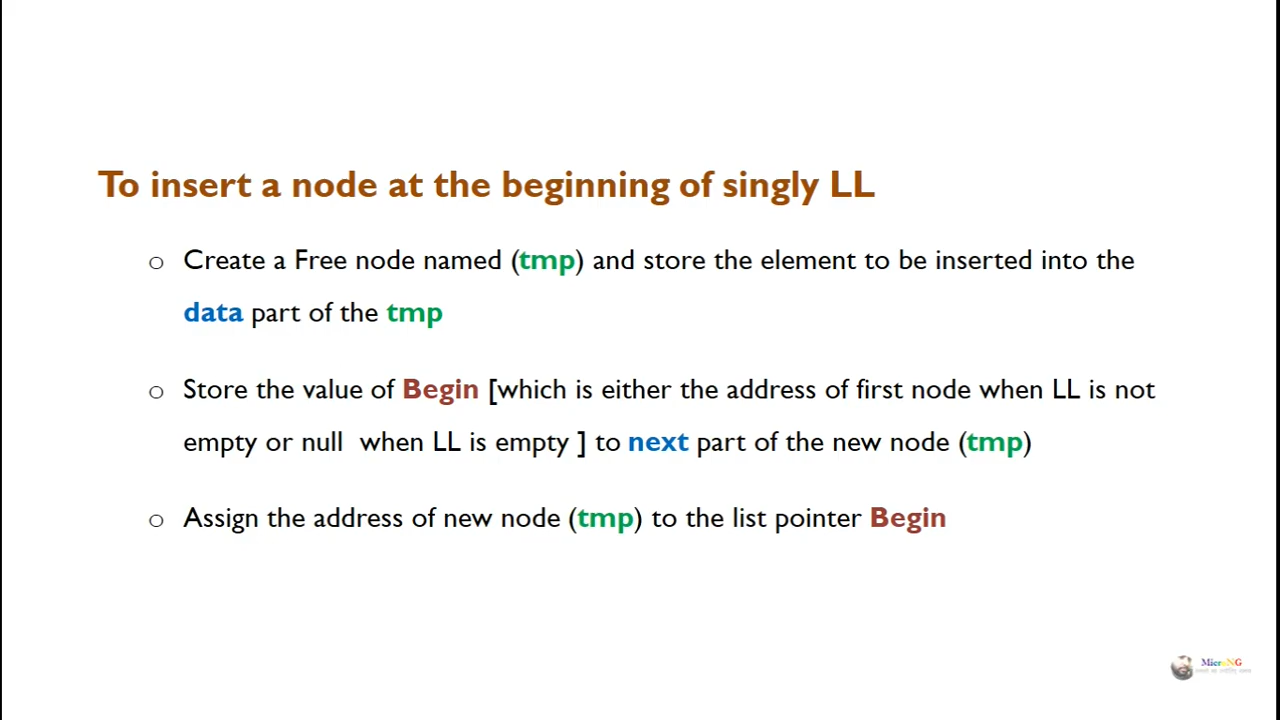 To insert a node at the beginning of singly LL
○ Create a Free node named (tmp) and store the element to be inserted into the
data part of the tmp
○ Store the value of Begin [which is either the address of first node when LL is not
empty or null when LL is empty ] to next part of the new node (tmp)
○ Assign the address of new node (tmp) to the list pointer Begin
MicroNG